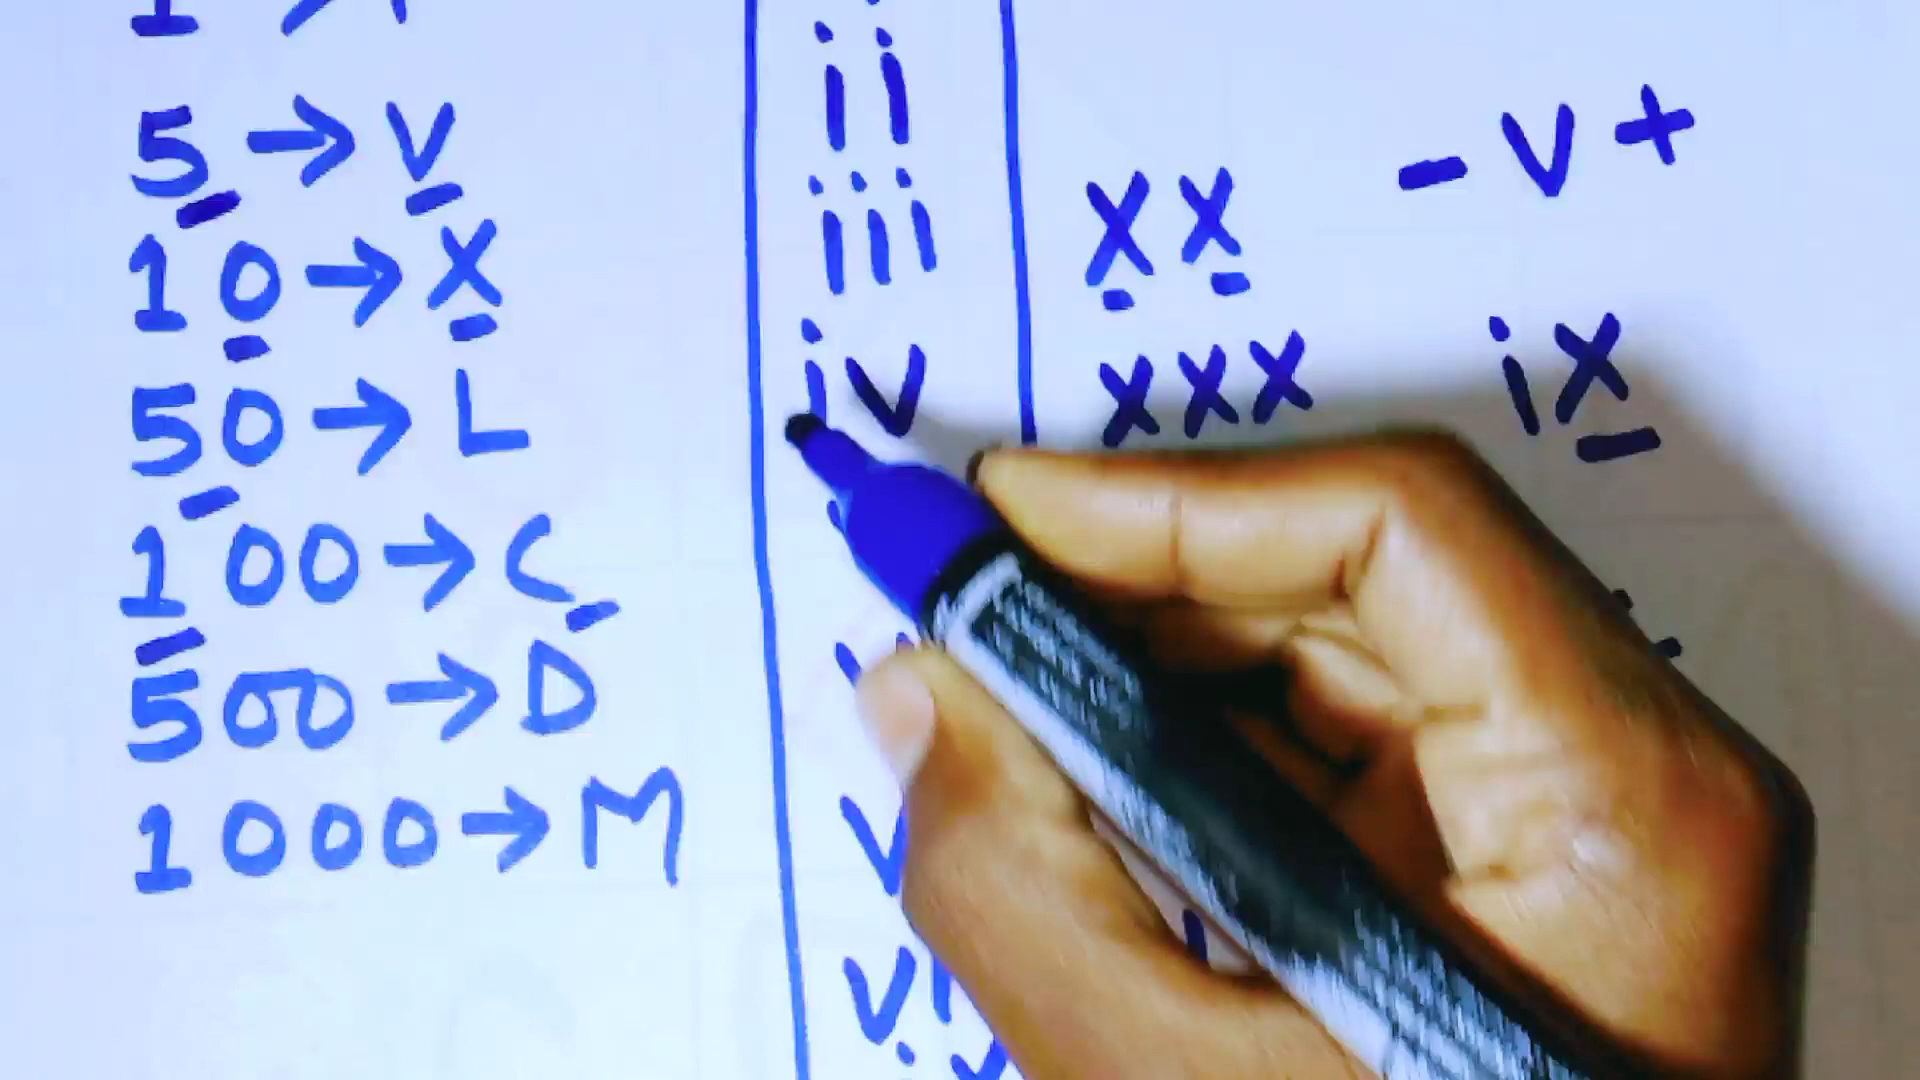 5 → V
10 → X
50 → L
100 → C
500 → D
1000 → M
ii
iii
iv
xx
xxx
- V +
ix